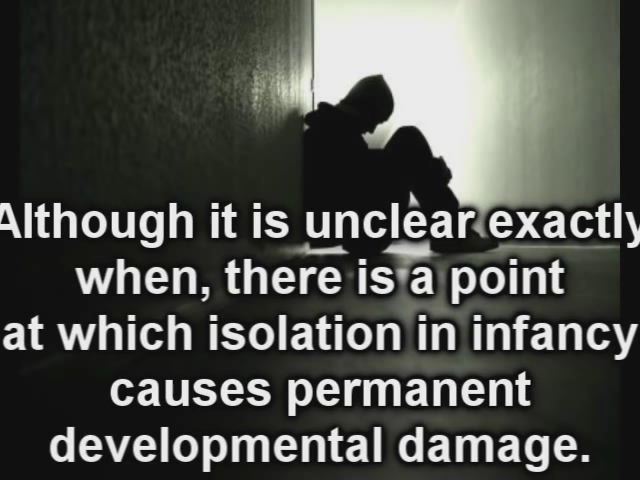 Although it is unclear exactly
when, there is a point
at which isolation in infancy
causes permanent
developmental damage.